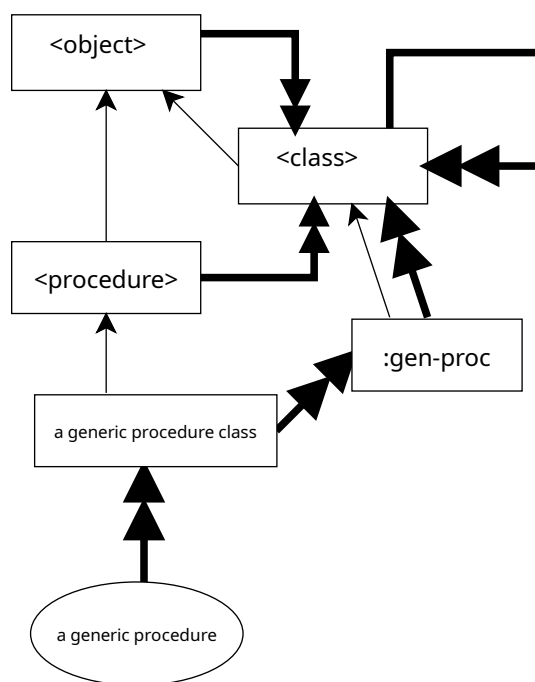 <object>
<class>
<procedure>
:gen-proc
a generic procedure class
a generic procedure